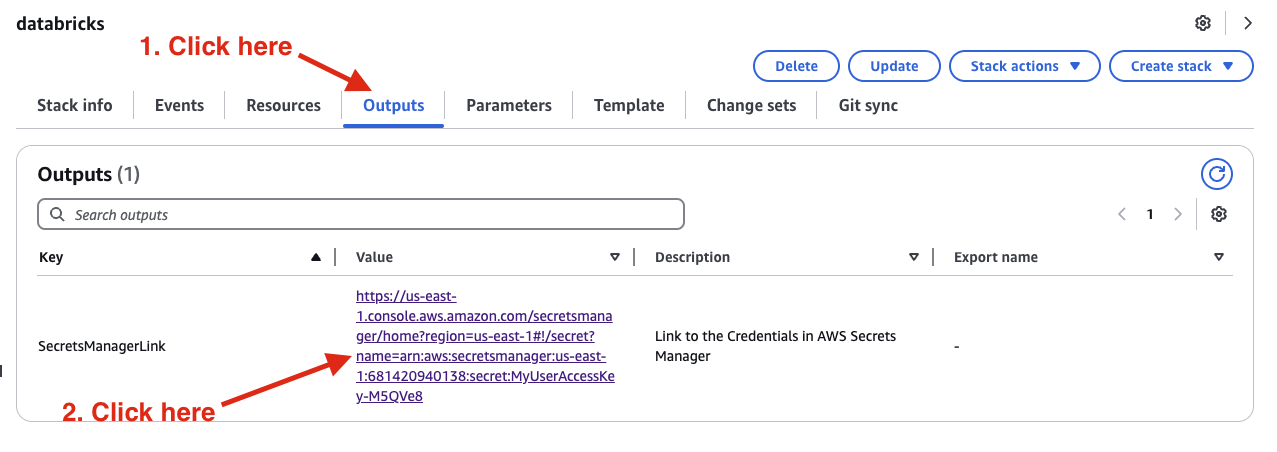 databricks
1. Click here
Delete
Update
Stack actions
Create stack
Stack info
Events
Resources
Outputs
Parameters
Template
Change sets
Git sync
Outputs (1)
Search outputs
1
Key
Value
Description
Export name
SecretsManagerLink
https://us-east-
1.console.aws.amazon.com/secretsmana
ger/home?region=us-east-1#!/secret?
name=arn:aws:secretsmanager:us-east-
1:681420940138:secret:MyUserAccessKe
y-M5QVe8
Link to the Credentials in AWS Secrets
Manager
-
2. Click here